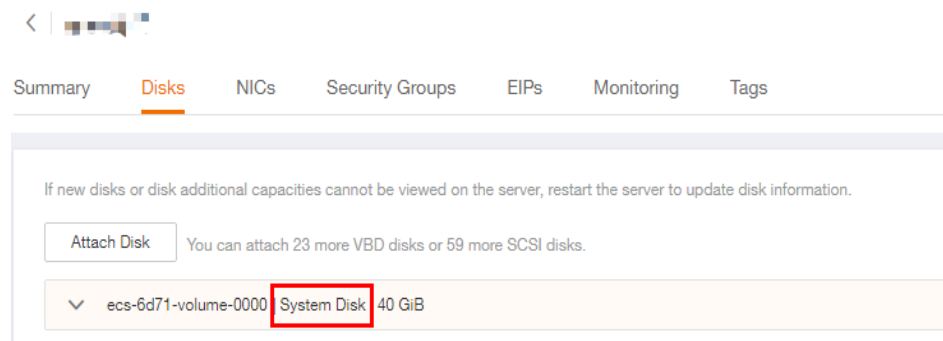 Summary Disks NICs Security Groups EIPs Monitoring Tags
If new disks or disk additional capacities cannot be viewed on the server, restart the server to update disk information.
Attach Disk You can attach 23 more VBD disks or 59 more SCSI disks.
ecs-6d71-volume-0000 | System Disk | 40 GiB